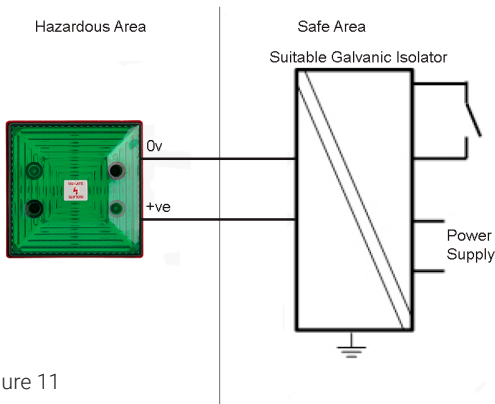 Hazardous Area
Safe Area
Suitable Galvanic Isolator
0v
+ve
Power
Supply
ure 11